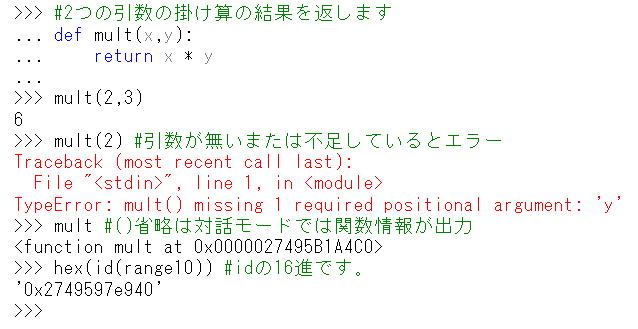 >>> #2つの引数の掛け算の結果を返します
... def mult(x,y):
...     return x * y
...
>>> mult(2,3)
6
>>> mult(2) #引数が無いまたは不足しているとエラー
Traceback (most recent call last):
  File "<stdin>", line 1, in <module>
TypeError: mult() missing 1 required positional argument: 'y'
>>> mult #()省略は対話モードでは関数情報が出力
<function mult at 0x0000027495B1A4C0>
>>> hex(id(range10)) #idの16進です。
'0x2749597e940'
>>>